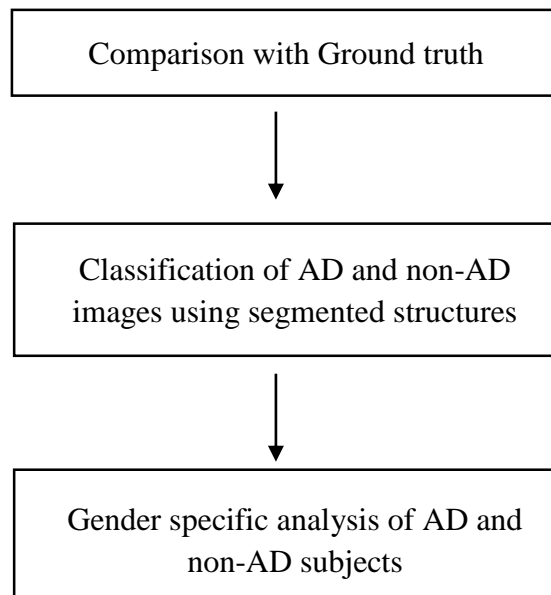 Comparison with Ground truth
Classification of AD and non-AD
images using segmented structures
Gender specific analysis of AD and
non-AD subjects